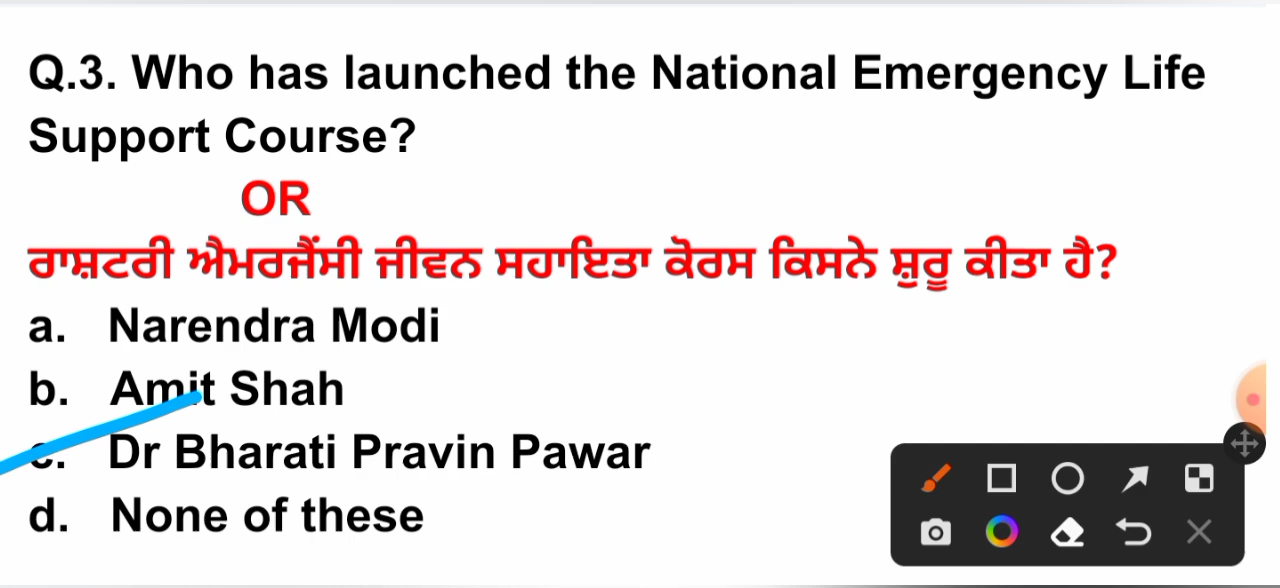 Q.3. Who has launched the National Emergency Life
Support Course?
OR
ਰਾਸ਼ਟਰੀ ਐਮਰਜੈਂਸੀ ਜੀਵਨ ਸਹਾਇਤਾ ਕੋਰਸ ਕਿਸਨੇ ਸ਼ੁਰੂ ਕੀਤਾ ਹੈ?
a. Narendra Modi
b. Amit Shah
c. Dr Bharati Pravin Pawar
d. None of these